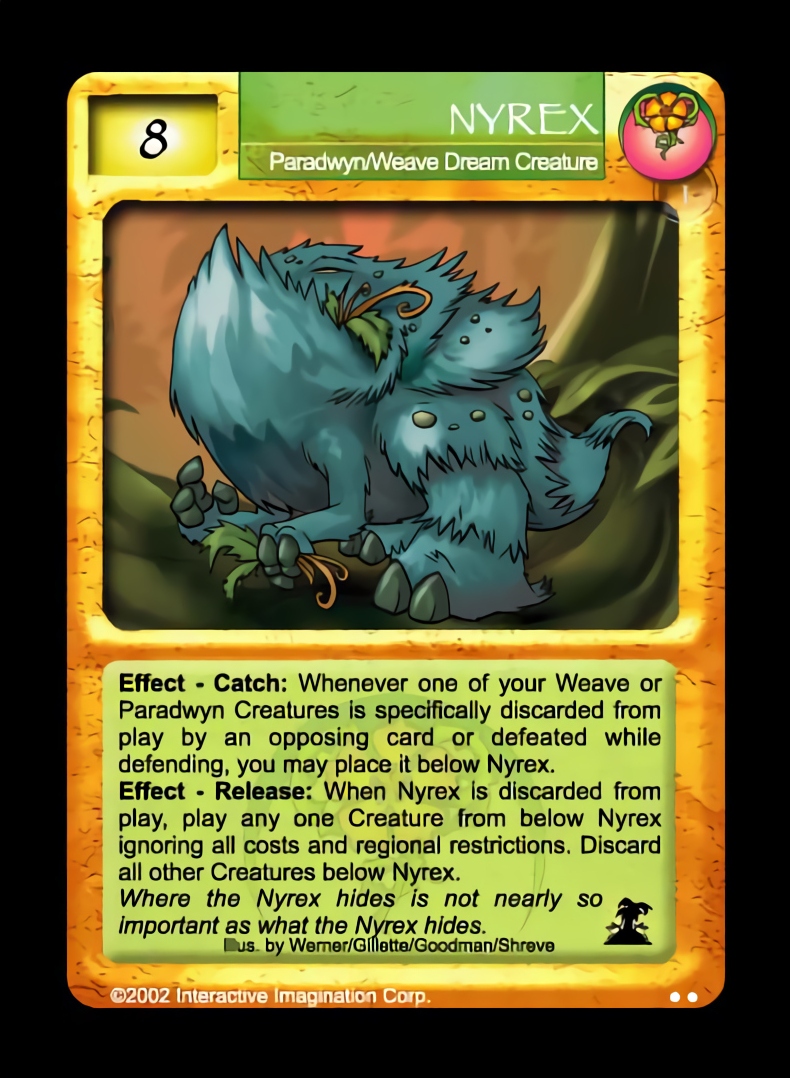 8
NYREX
Paradwyn/Weave Dream Creature
Effect - Catch: Whenever one of your Weave or
Paradwyn Creatures is specifically discarded from
play by an opposing card or defeated while
defending, you may place it below Nyrex.
Effect - Release: When Nyrex is discarded from
play, play any one Creature from below Nyrex
ignoring all costs and regional restrictions. Discard
all other Creatures below Nyrex.
Where the Nyrex hides is not nearly so
important as what the Nyrex hides.
Illus. by Werner/Gillette/Goodman/Shreve
©2002 Interactive Imagination Corp.